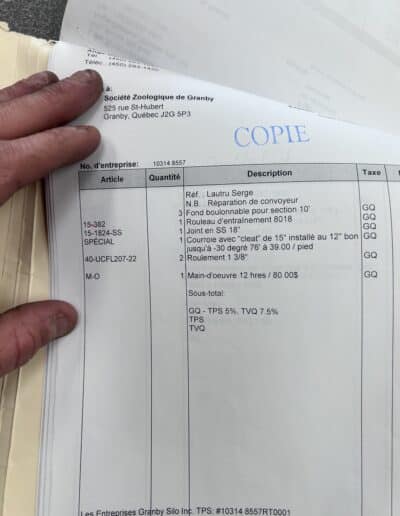 Société Zoologique de Granby
525 rue St-Hubert
Granby, Québec J2G 5P3
COPIE
No. d'entreprise: 10314 8557
Article Quantité Description Taxe
Réf. : Lautru Serge
N.B. : Réparation de convoyeur
3 Fond boulonnable pour section 10' GQ
15-382 1 Rouleau d'entraînement 8018 GQ
15-1824-SS 1 Joint en SS 18" GQ
SPÉCIAL 1 Courroie avec "cleat" de 15" installé au 12" bon GQ
jusqu'à -30 degré 76' à 39.00 / pied
40-UCFL207-22 2 Roulement 1 3/8" GQ
M-O 1 Main-d'oeuvre 12 hres / 80.00$ GQ
Sous-total:
GQ - TPS 5%, TVQ 7.5%
TPS
TVQ
Les Entreprises Granby Silo Inc. TPS: #10314 8557RT0001